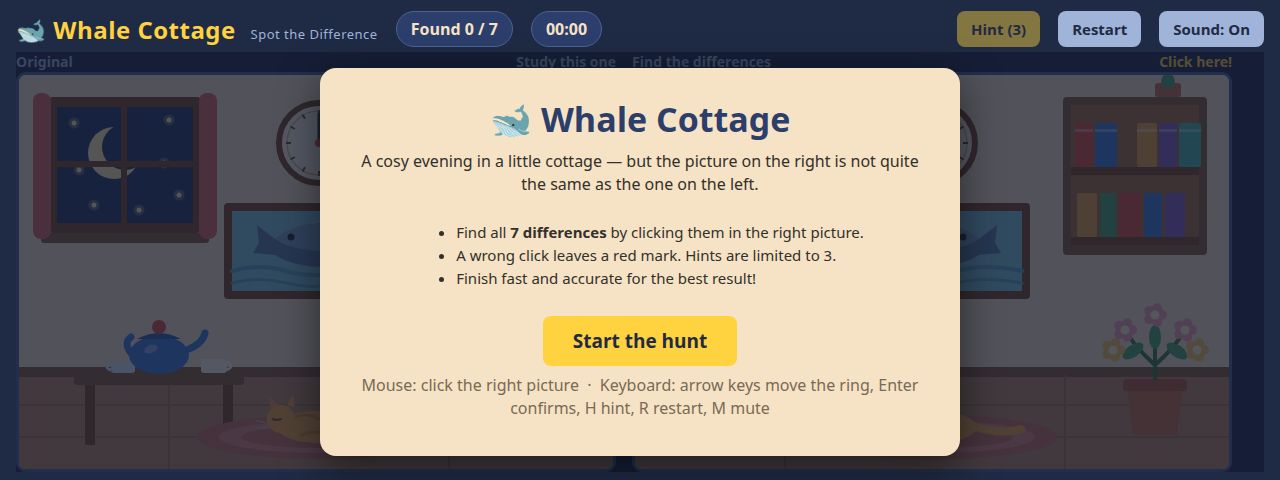 🐋 Whale Cottage Spot the Difference Found 0 / 7 00:00 Hint (3) Restart Sound: On
Original Study this one Find the differences Click here!
🐋 Whale Cottage
A cosy evening in a little cottage — but the picture on the right is not quite
the same as the one on the left.
• Find all 7 differences by clicking them in the right picture.
• A wrong click leaves a red mark. Hints are limited to 3.
• Finish fast and accurate for the best result!
Start the hunt
Mouse: click the right picture · Keyboard: arrow keys move the ring, Enter
confirms, H hint, R restart, M mute